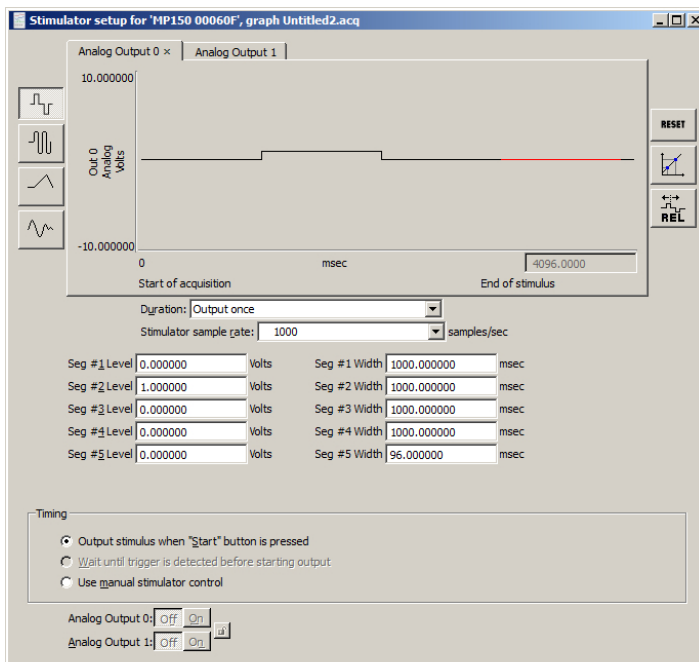 Stimulator setup for 'MP150 00060F', graph Untitled2.acq
Analog Output 0 ×
Analog Output 1
10.000000
Out 0
Analog
Volts
-10.000000
0
msec
4096.0000
Start of acquisition
End of stimulus
RESET
REL
Duration: Output once
Stimulator sample rate: 1000 samples/sec
Seg #1 Level 0.000000 Volts Seg #1 Width 1000.000000 msec
Seg #2 Level 1.000000 Volts Seg #2 Width 1000.000000 msec
Seg #3 Level 0.000000 Volts Seg #3 Width 1000.000000 msec
Seg #4 Level 0.000000 Volts Seg #4 Width 1000.000000 msec
Seg #5 Level 0.000000 Volts Seg #5 Width 96.000000 msec
Timing
Output stimulus when "Start" button is pressed
Wait until trigger is detected before starting output
Use manual stimulator control
Analog Output 0: Off On
Analog Output 1: Off On